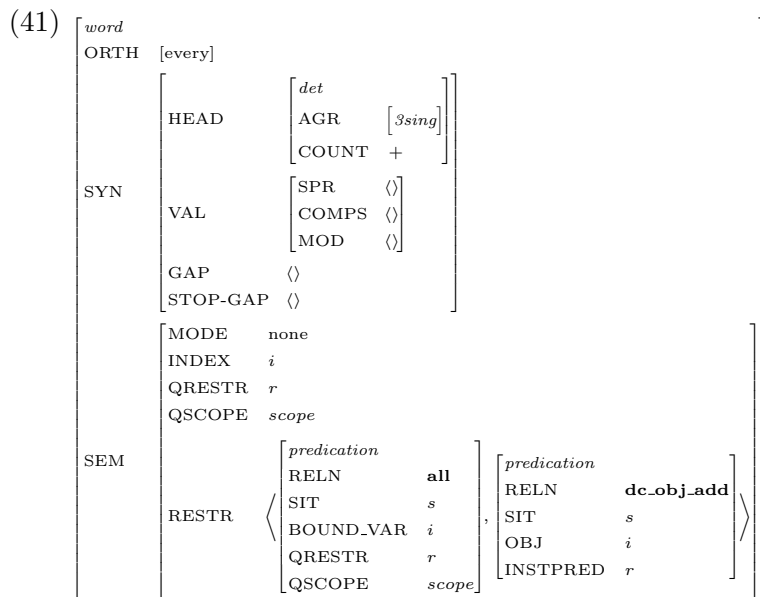 (41)
word
ORTH [every]
SYN
HEAD
det
AGR [3sing]
COUNT +
VAL
SPR ⟨⟩
COMPS ⟨⟩
MOD ⟨⟩
GAP ⟨⟩
STOP-GAP ⟨⟩
SEM
MODE none
INDEX i
QRESTR r
QSCOPE scope
RESTR
predication
RELN all
SIT s
BOUND_VAR i
QRESTR r
QSCOPE scope
,
predication
RELN dc_obj_add
SIT s
OBJ i
INSTPRED r